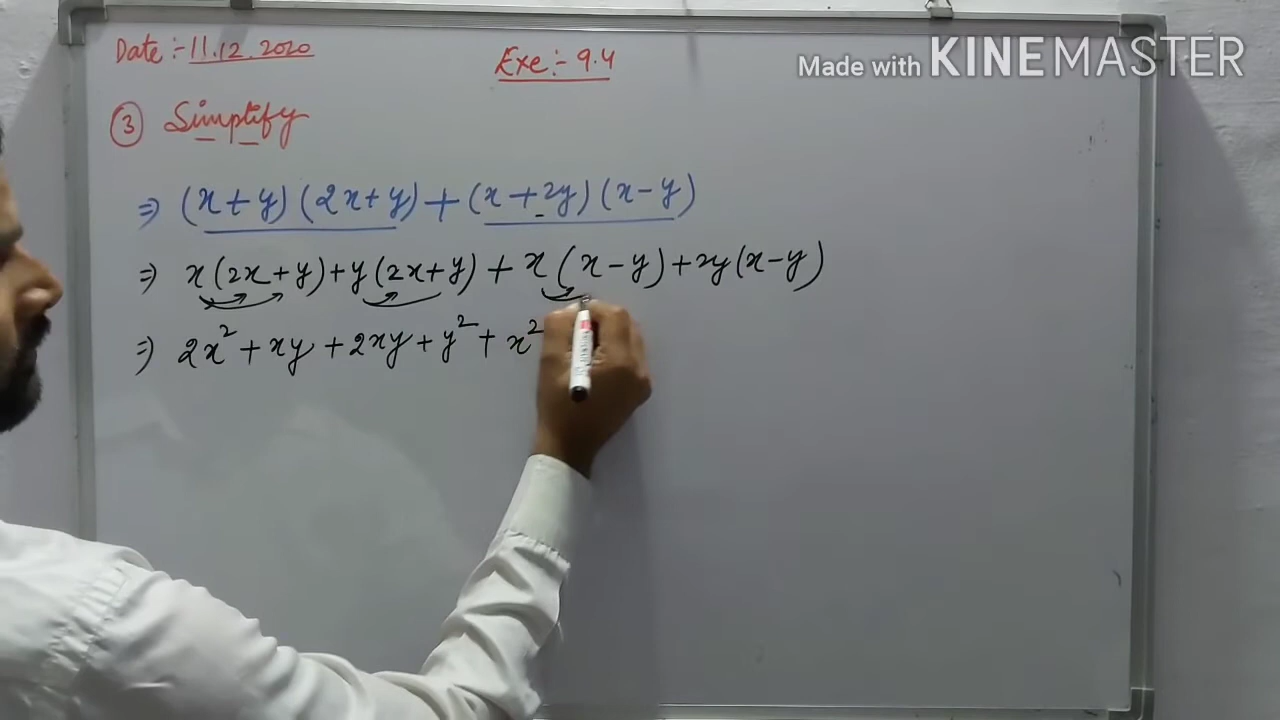 Date :- 11.12.2020
Exe :- 9.4
Made with KINEMASTER
③ Simplify
⇒ (x+y)(2x+y)+(x+2y)(x-y)
⇒ x(2x+y)+y(2x+y)+x(x-y)+2y(x-y)
⇒ 2x²+xy+2xy+y²+x²